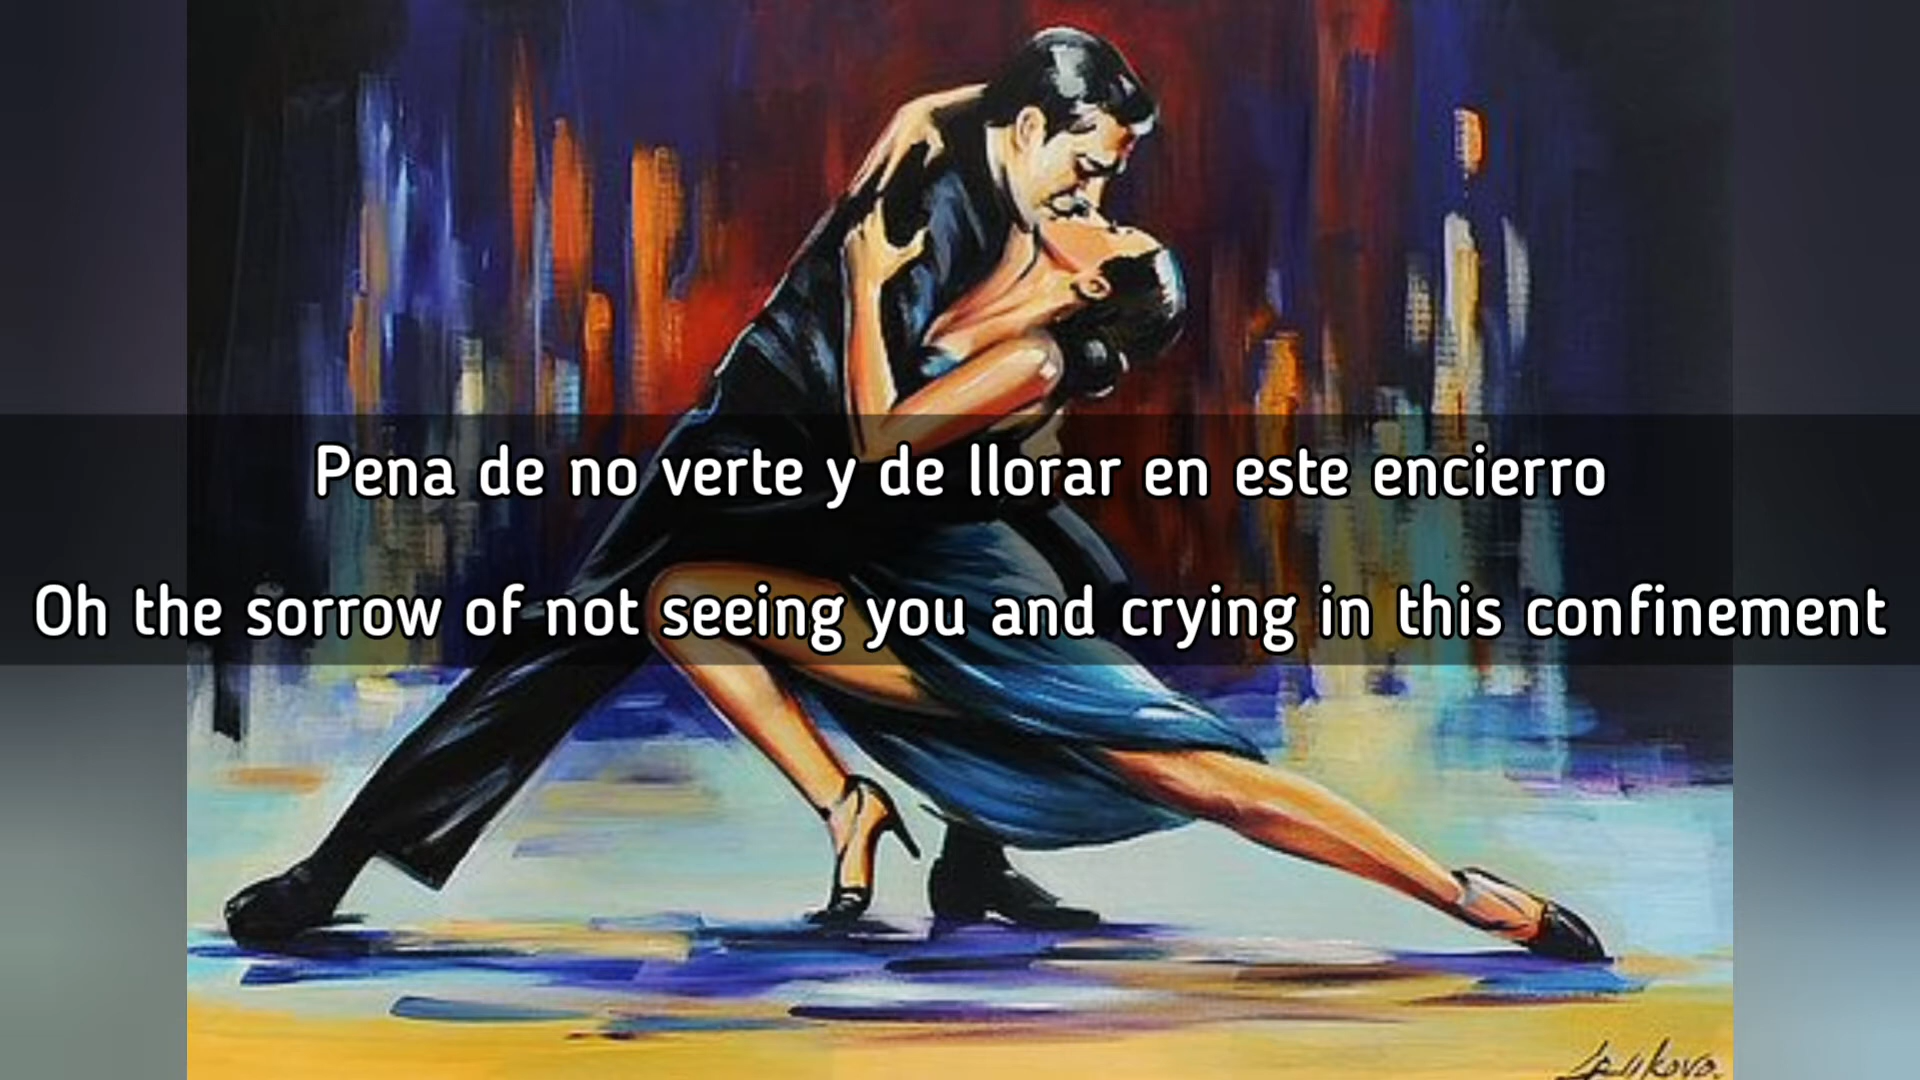 Pena de no verte y de llorar en este encierro
Oh the sorrow of not seeing you and crying in this confinement